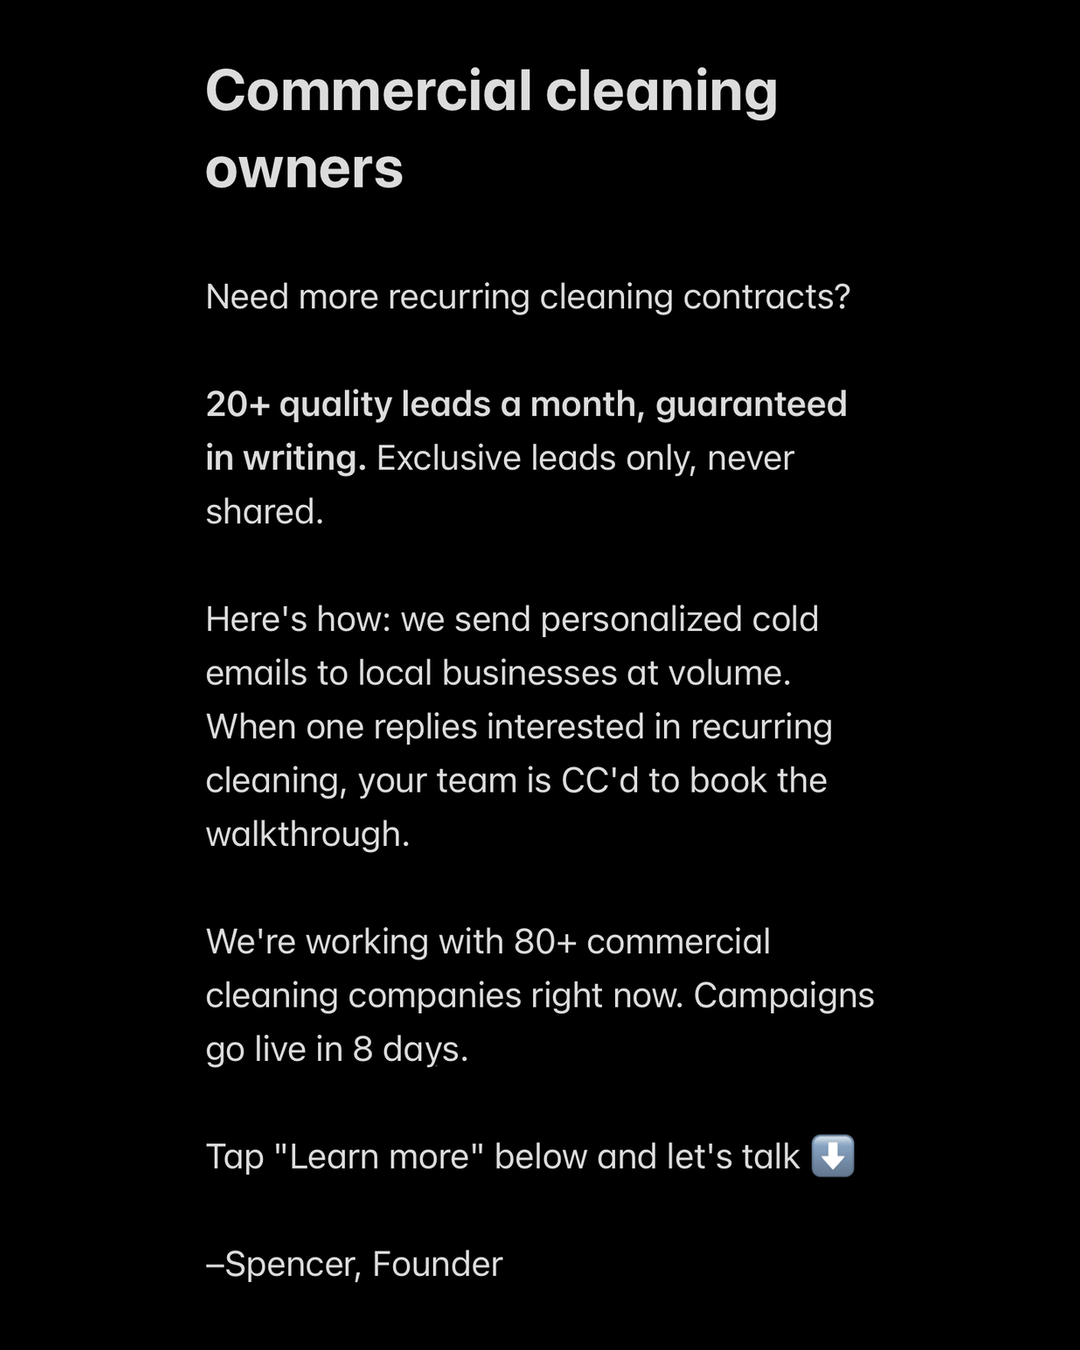 Commercial cleaning
owners
Need more recurring cleaning contracts?
20+ quality leads a month, guaranteed
in writing. Exclusive leads only, never
shared.
Here's how: we send personalized cold
emails to local businesses at volume.
When one replies interested in recurring
cleaning, your team is CC'd to book the
walkthrough.
We're working with 80+ commercial
cleaning companies right now. Campaigns
go live in 8 days.
Tap "Learn more" below and let's talk ⬇️
–Spencer, Founder